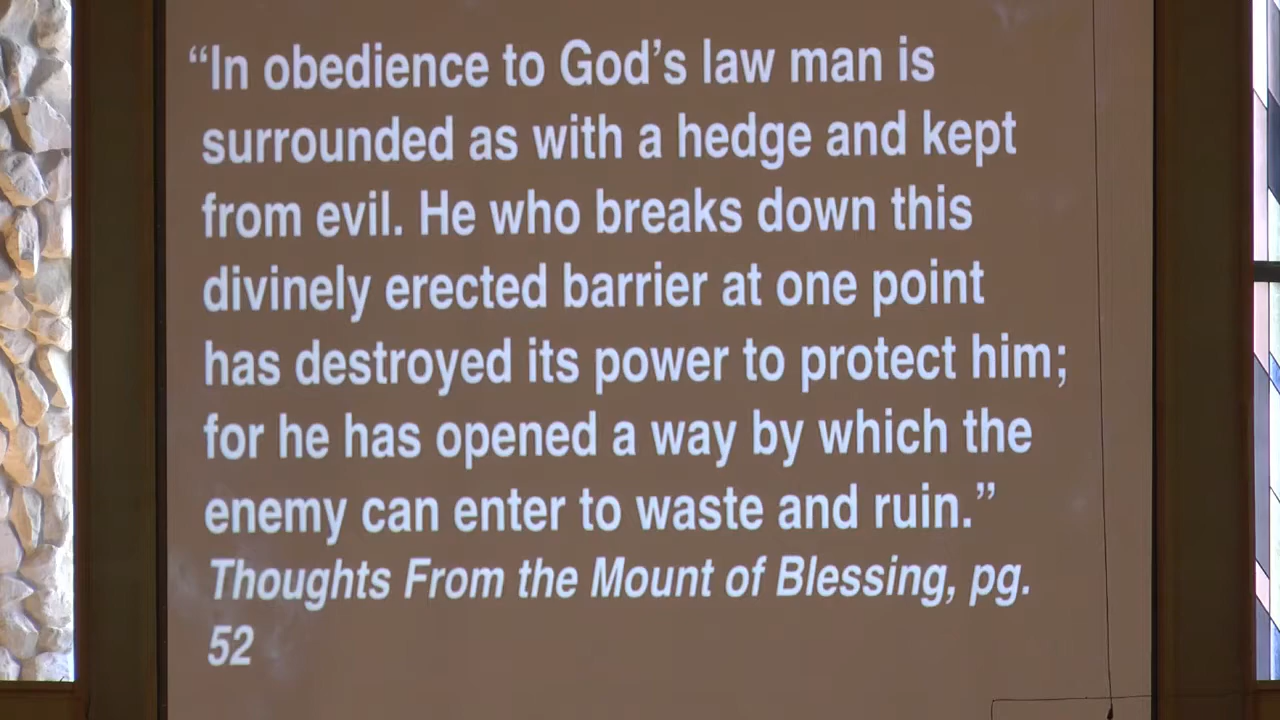 “In obedience to God’s law man is
surrounded as with a hedge and kept
from evil. He who breaks down this
divinely erected barrier at one point
has destroyed its power to protect him;
for he has opened a way by which the
enemy can enter to waste and ruin.”
Thoughts From the Mount of Blessing, pg.
52